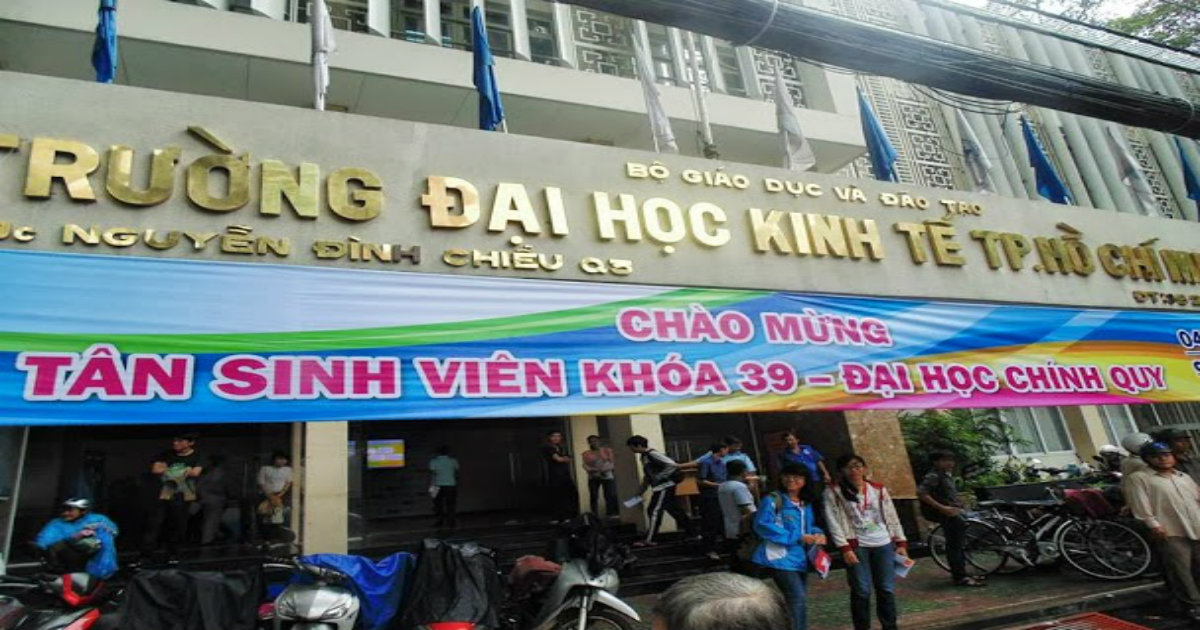 BỘ GIÁO DỤC VÀ ĐÀO TẠO
TRƯỜNG ĐẠI HỌC KINH TẾ TP.HỒ CHÍ
NGUYỄN ĐÌNH CHIỂU Q3
CHÀO MỪNG
TÂN SINH VIÊN KHÓA 39 – ĐẠI HỌC CHÍNH QUY
04